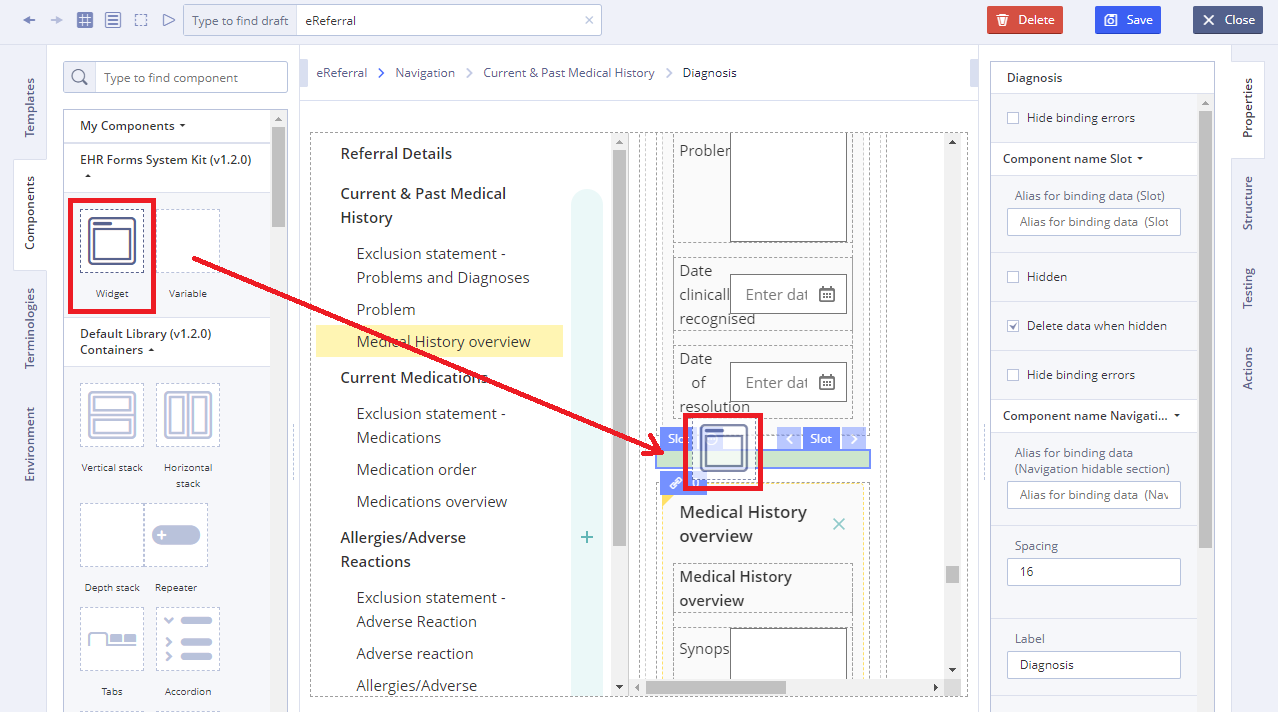 Type to find draft
eReferral
Delete
Save
Close
Templates
Components
Terminologies
Environment
Type to find component
My Components
EHR Forms System Kit (v1.2.0)
Widget
Variable
Default Library (v1.2.0)
Containers
Vertical stack
Horizontal
stack
Depth stack
Repeater
Tabs
Accordion
eReferral
Navigation
Current & Past Medical History
Diagnosis
Referral Details
Current & Past Medical
History
Exclusion statement -
Problems and Diagnoses
Problem
Medical History overview
Current Medications
Exclusion statement -
Medications
Medication order
Medications overview
Allergies/Adverse
Reactions
Exclusion statement -
Adverse Reaction
Adverse reaction
Allergies/Adverse
Probler
Date
clinicall
recognised
Enter dat
Date
of
resolution
Enter dat
Slo
Slot
Medical History
overview
Medical History
overview
Synops
Diagnosis
Hide binding errors
Component name Slot
Alias for binding data (Slot)
Alias for binding data (Slot
Hidden
Delete data when hidden
Hide binding errors
Component name Navigati...
Alias for binding data
(Navigation hidable section)
Alias for binding data (Nav
Spacing
16
Label
Diagnosis
Properties
Structure
Testing
Actions